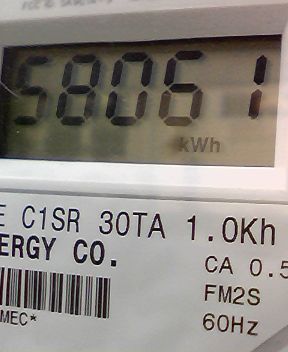 58061
kWh
E C1SR 30TA 1.0Kh
ERGY CO.
CA 0.5
FM2S
MEC*
60Hz